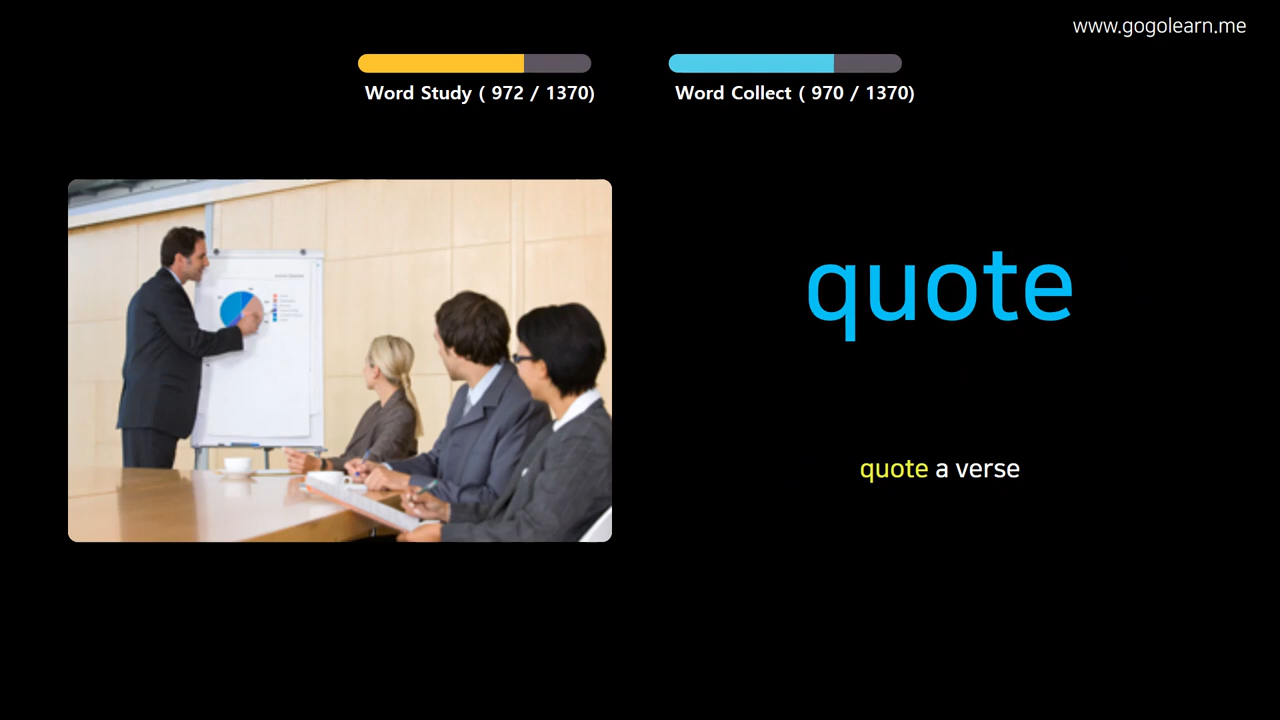 www.gogolearn.me
Word Study ( 972 / 1370)
Word Collect ( 970 / 1370)
quote
quote a verse